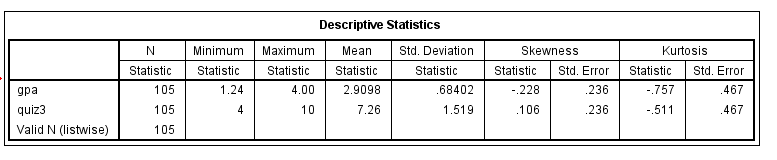 Descriptive Statistics
N Minimum Maximum Mean Std. Deviation Skewness Kurtosis
Statistic Statistic Statistic Statistic Statistic Statistic Std. Error Statistic Std. Error
gpa 105 1.24 4.00 2.9098 .68402 -.228 .236 -.757 .467
quiz3 105 4 10 7.26 1.519 .106 .236 -.511 .467
Valid N (listwise) 105